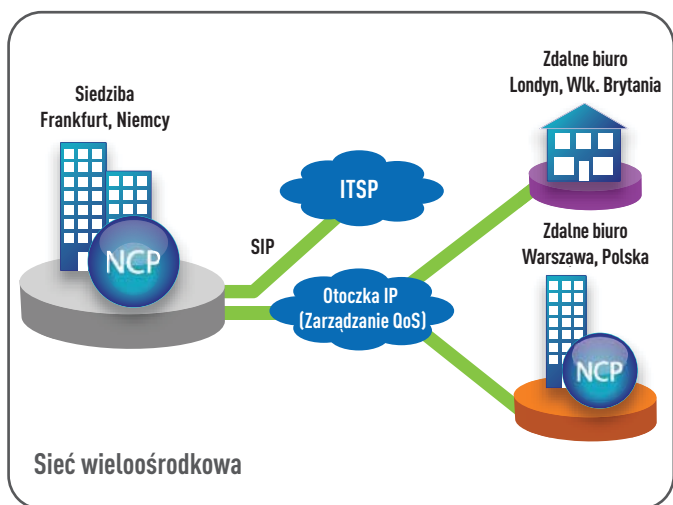 Siedziba
Frankfurt, Niemcy
NCP
SIP
ITSP
Otoczka IP
(Zarządzanie QoS)
Zdalne biuro
Londyn, Wlk. Brytania
Zdalne biuro
Warszawa, Polska
NCP
Sieć wieloośrodkowa